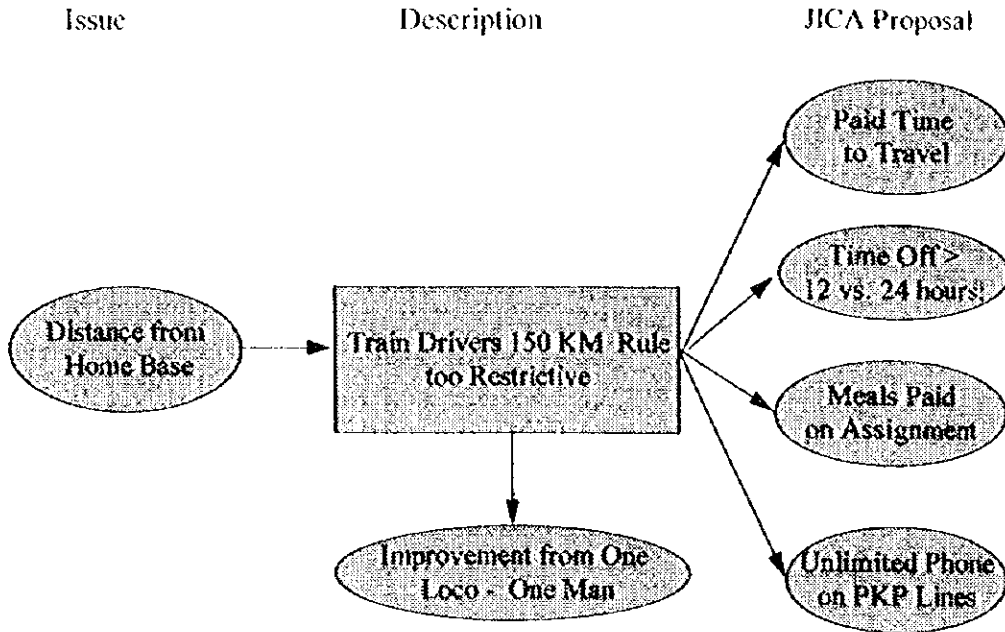 Issue
Description
JICA Proposal
Paid Time
to Travel
Time Off >
12 vs. 24 hours
Distance from
Home Base
Train Drivers 150 KM Rule
too Restrictive
Meals Paid
on Assignment
Improvement from One
Loco - One Man
Unlimited Phone
on PKP Lines